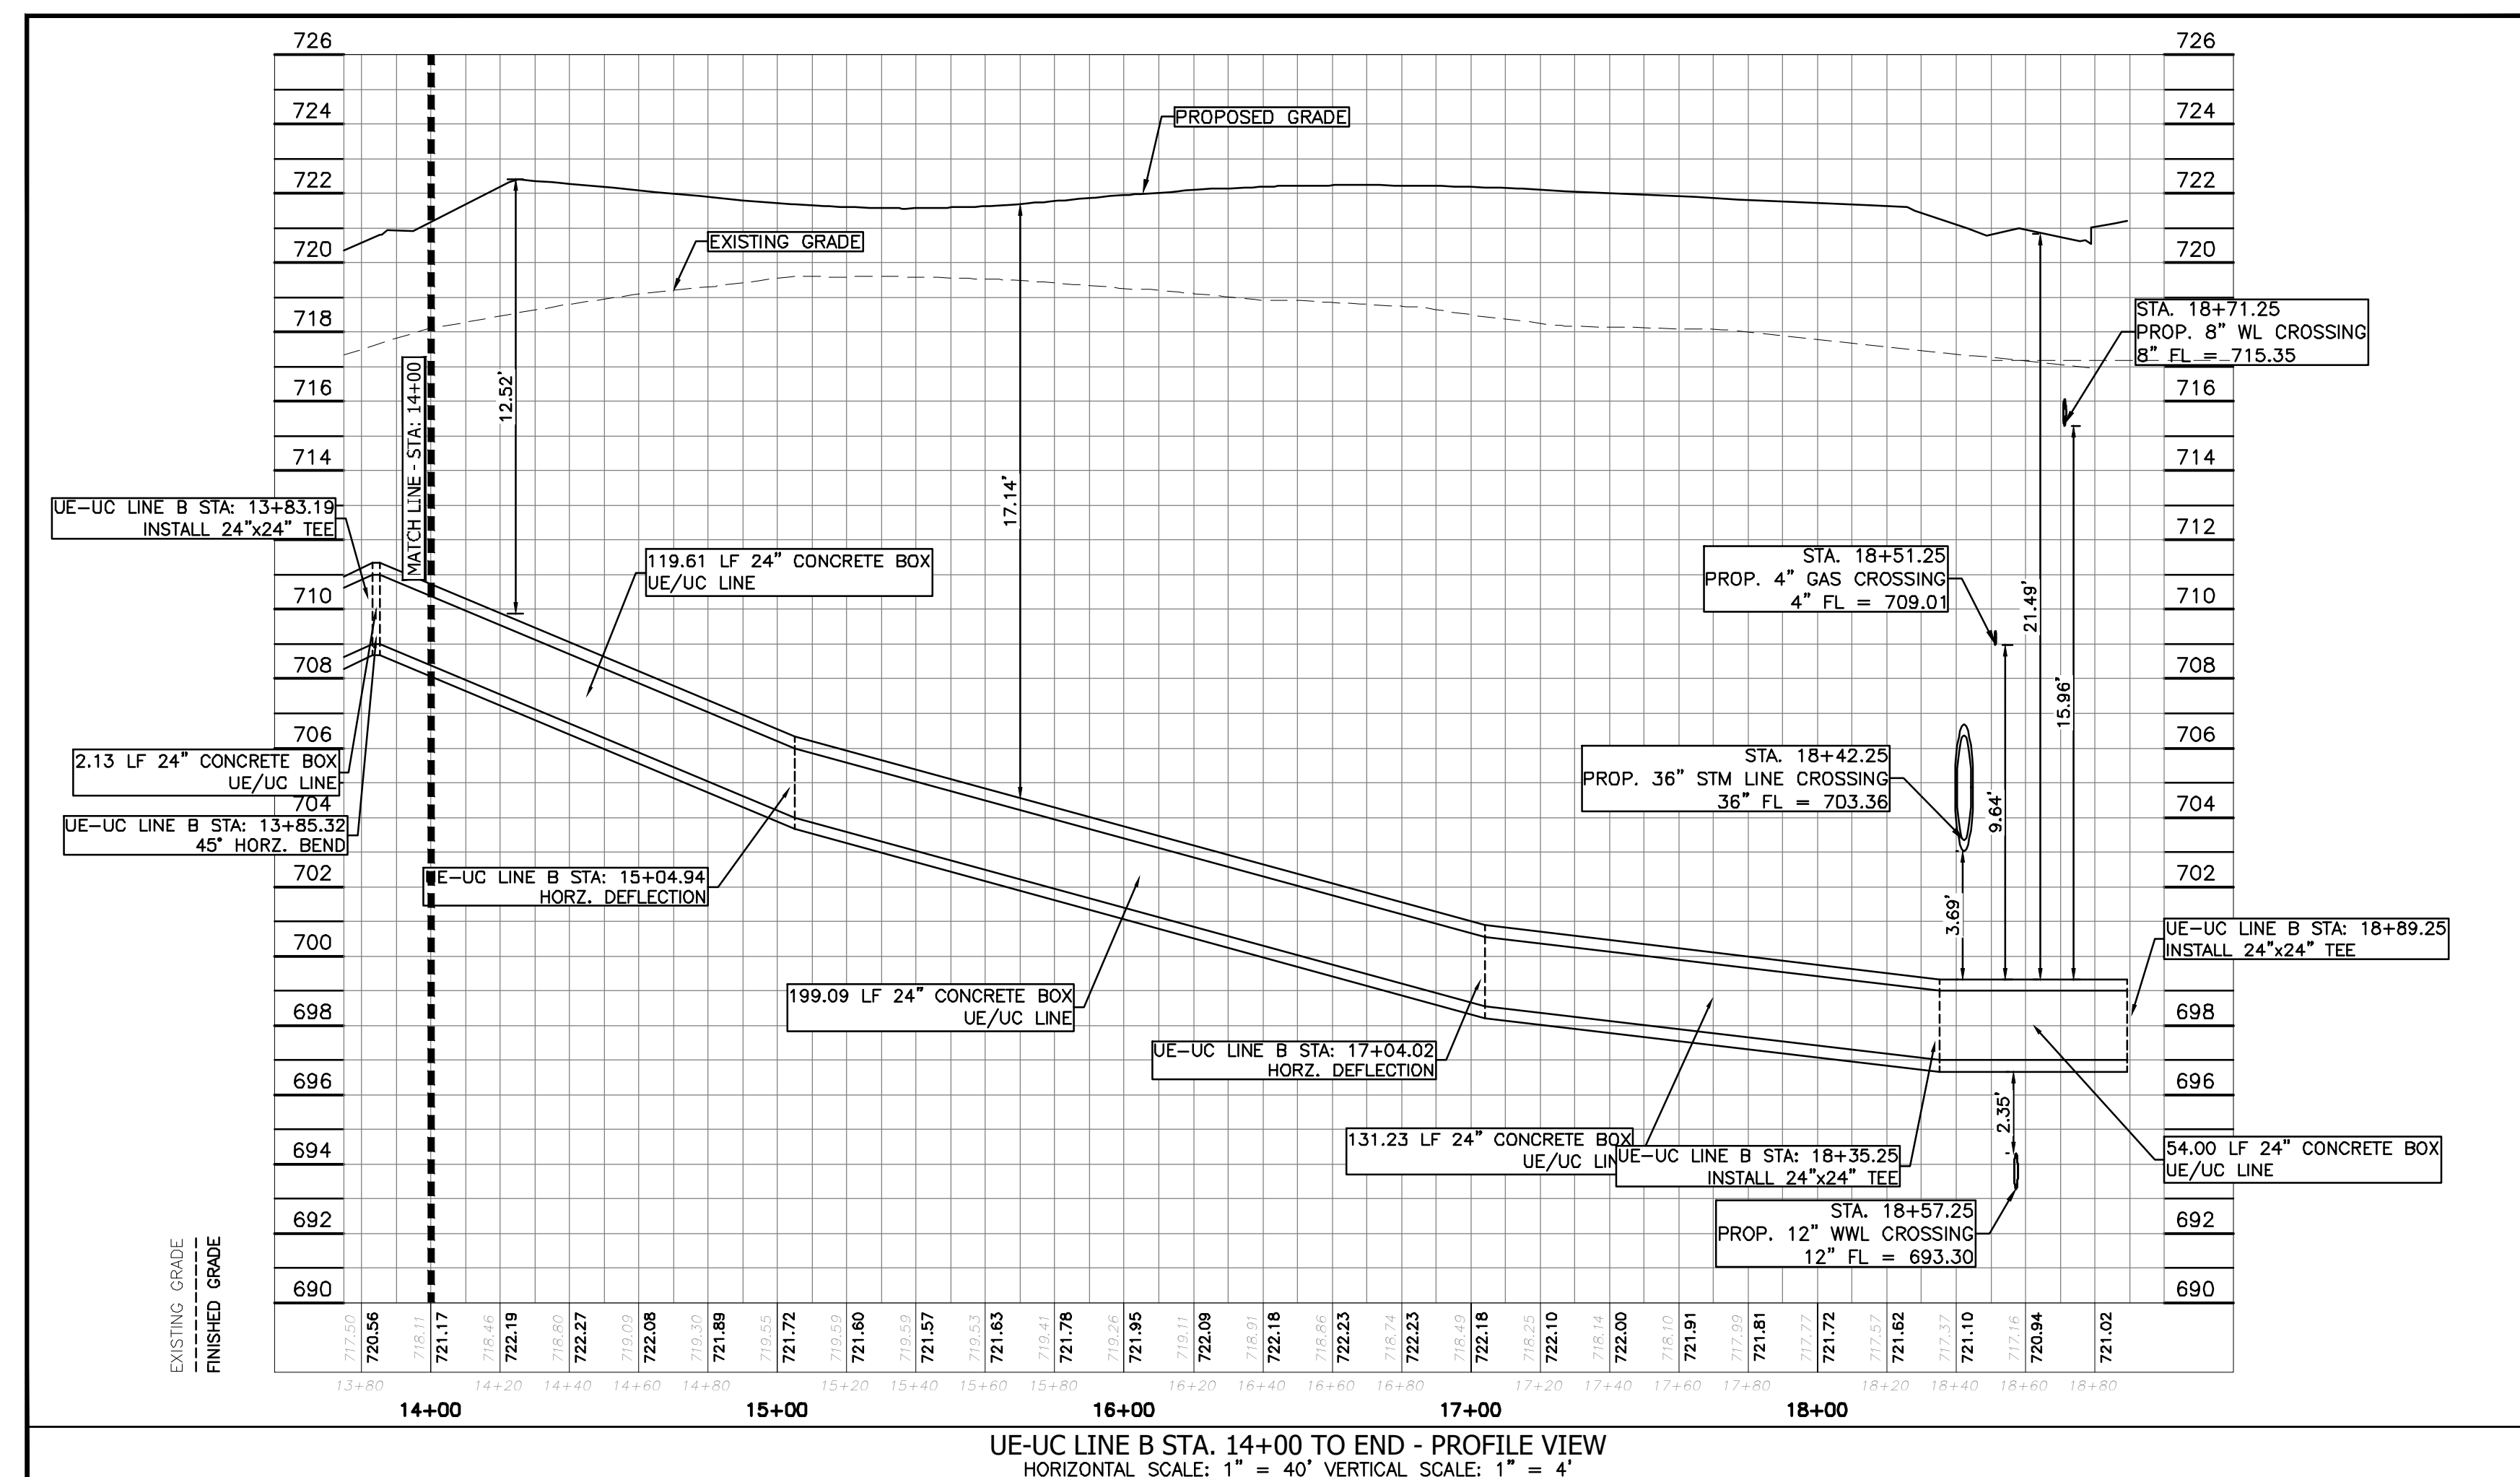 726
724
722
720
718
716
714
712
710
708
706
704
702
700
698
696
694
692
690
726
724
722
720
718
716
714
712
710
708
706
704
702
700
698
696
694
692
690
PROPOSED GRADE
EXISTING GRADE
MATCH LINE - STA: 14+00
12.52'
17.14'
UE-UC LINE B STA: 13+83.19
INSTALL 24"x24" TEE
119.61 LF 24" CONCRETE BOX
UE/UC LINE
2.13 LF 24" CONCRETE BOX
UE/UC LINE
UE-UC LINE B STA: 13+85.32
45° HORZ. BEND
UE-UC LINE B STA: 15+04.94
HORZ. DEFLECTION
199.09 LF 24" CONCRETE BOX
UE/UC LINE
UE-UC LINE B STA: 17+04.02
HORZ. DEFLECTION
131.23 LF 24" CONCRETE BOX
UE/UC LINE
UE-UC LINE B STA: 18+35.25
INSTALL 24"x24" TEE
STA. 18+57.25
PROP. 12" WWL CROSSING
12" FL = 693.30
STA. 18+71.25
PROP. 8" WL CROSSING
8" FL = 715.35
STA. 18+51.25
PROP. 4" GAS CROSSING
4" FL = 709.01
STA. 18+42.25
PROP. 36" STM LINE CROSSING
36" FL = 703.36
3.69'
9.64'
21.49'
15.96'
2.35'
UE-UC LINE B STA: 18+89.25
INSTALL 24"x24" TEE
54.00 LF 24" CONCRETE BOX
UE/UC LINE
EXISTING GRADE
FINISHED GRADE
717.50
720.56
718.11
721.17
718.46
722.19
718.80
722.27
719.09
722.08
719.30
721.89
719.55
721.72
719.59
721.60
719.59
721.57
719.53
721.63
719.41
721.78
719.26
721.95
719.11
722.09
718.91
722.18
718.86
722.23
718.74
722.23
718.49
722.18
718.25
722.10
718.14
722.00
718.10
721.91
717.99
721.81
717.77
721.72
717.57
721.62
717.37
721.10
717.16
720.94
721.02
13+80 14+20 14+40 14+60 14+80 15+20 15+40 15+60 15+80 16+20 16+40 16+60 16+80 17+20 17+40 17+60 17+80 18+20 18+40 18+60 18+80
14+00 15+00 16+00 17+00 18+00
UE-UC LINE B STA. 14+00 TO END - PROFILE VIEW
HORIZONTAL SCALE: 1" = 40' VERTICAL SCALE: 1" = 4'